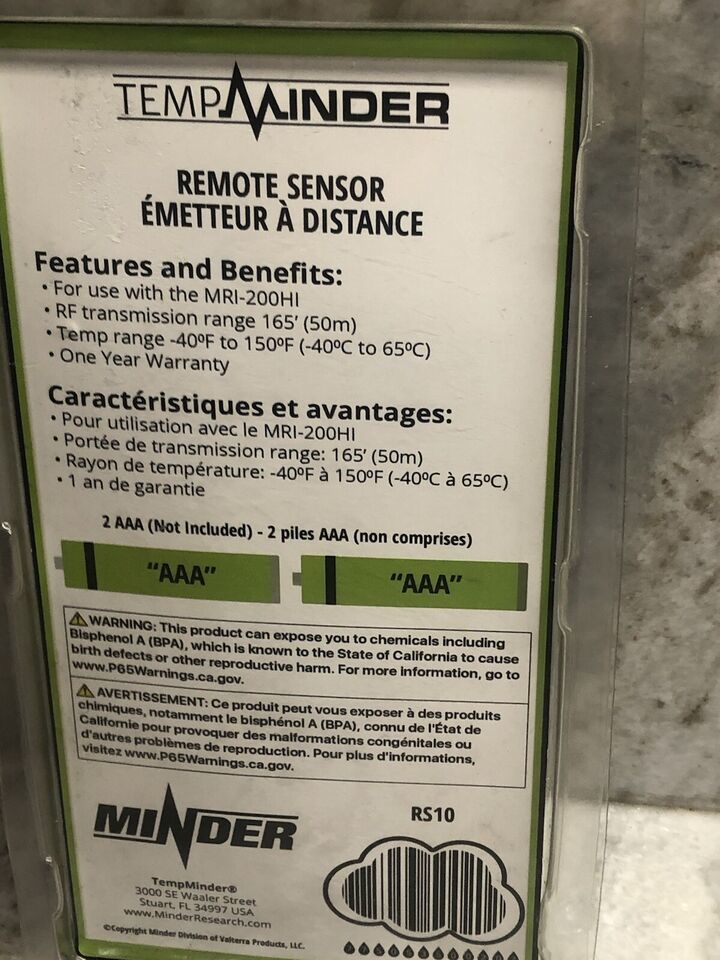 TEMPMINDER
REMOTE SENSOR
ÉMETTEUR À DISTANCE
Features and Benefits:
• For use with the MRI-200HI
• RF transmission range 165' (50m)
• Temp range -40ºF to 150ºF (-40ºC to 65ºC)
• One Year Warranty
Caractéristiques et avantages:
• Pour utilisation avec le MRI-200HI
• Portée de transmission range: 165' (50m)
• Rayon de température: -40ºF à 150ºF (-40ºC à 65ºC)
• 1 an de garantie
2 AAA (Not Included) - 2 piles AAA (non comprises)
“AAA” “AAA”
WARNING: This product can expose you to chemicals including
Bisphenol A (BPA), which is known to the State of California to cause
birth defects or other reproductive harm. For more information, go to
www.P65Warnings.ca.gov.
AVERTISSEMENT: Ce produit peut vous exposer à des produits
chimiques, notamment le bisphénol A (BPA), connu de l'État de
Californie pour provoquer des malformations congénitales ou
d'autres problèmes de reproduction. Pour plus d'informations,
visitez www.P65Warnings.ca.gov.
MINDER
RS10
TempMinder®
3000 SE Waaler Street
Stuart, FL 34997 USA
www.MinderResearch.com
©Copyright Minder Division of Valterra Products, LLC.